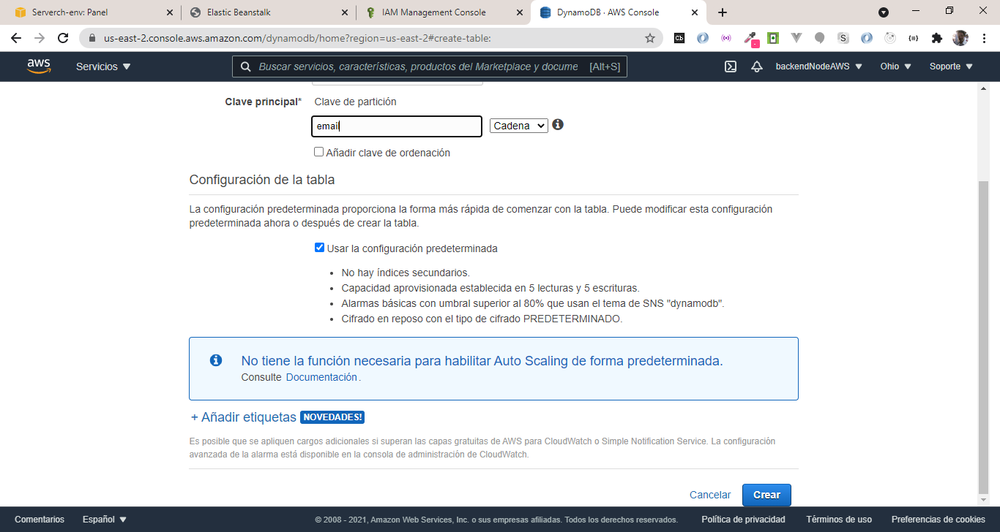 Serverch-env: Panel
Elastic Beanstalk
IAM Management Console
DynamoDB · AWS Console
us-east-2.console.aws.amazon.com/dynamodb/home?region=us-east-2#create-table:
aws
Servicios
Buscar servicios, características, productos del Marketplace y docume
[Alt+S]
backendNodeAWS
Ohio
Soporte
Clave principal* Clave de partición
email
Cadena
Añadir clave de ordenación
Configuración de la tabla
La configuración predeterminada proporciona la forma más rápida de comenzar con la tabla. Puede modificar esta configuración
predeterminada ahora o después de crear la tabla.
Usar la configuración predeterminada
• No hay índices secundarios.
• Capacidad aprovisionada establecida en 5 lecturas y 5 escrituras.
• Alarmas básicas con umbral superior al 80% que usan el tema de SNS "dynamodb".
• Cifrado en reposo con el tipo de cifrado PREDETERMINADO.
No tiene la función necesaria para habilitar Auto Scaling de forma predeterminada.
Consulte Documentación.
+ Añadir etiquetas NOVEDADES!
Es posible que se apliquen cargos adicionales si superan las capas gratuitas de AWS para CloudWatch o Simple Notification Service. La configuración
avanzada de la alarma está disponible en la consola de administración de CloudWatch.
Cancelar
Crear
Comentarios
Español
© 2008 - 2021, Amazon Web Services, Inc. o sus empresas afiliadas. Todos los derechos reservados.
Política de privacidad
Términos de uso
Preferencias de cookies